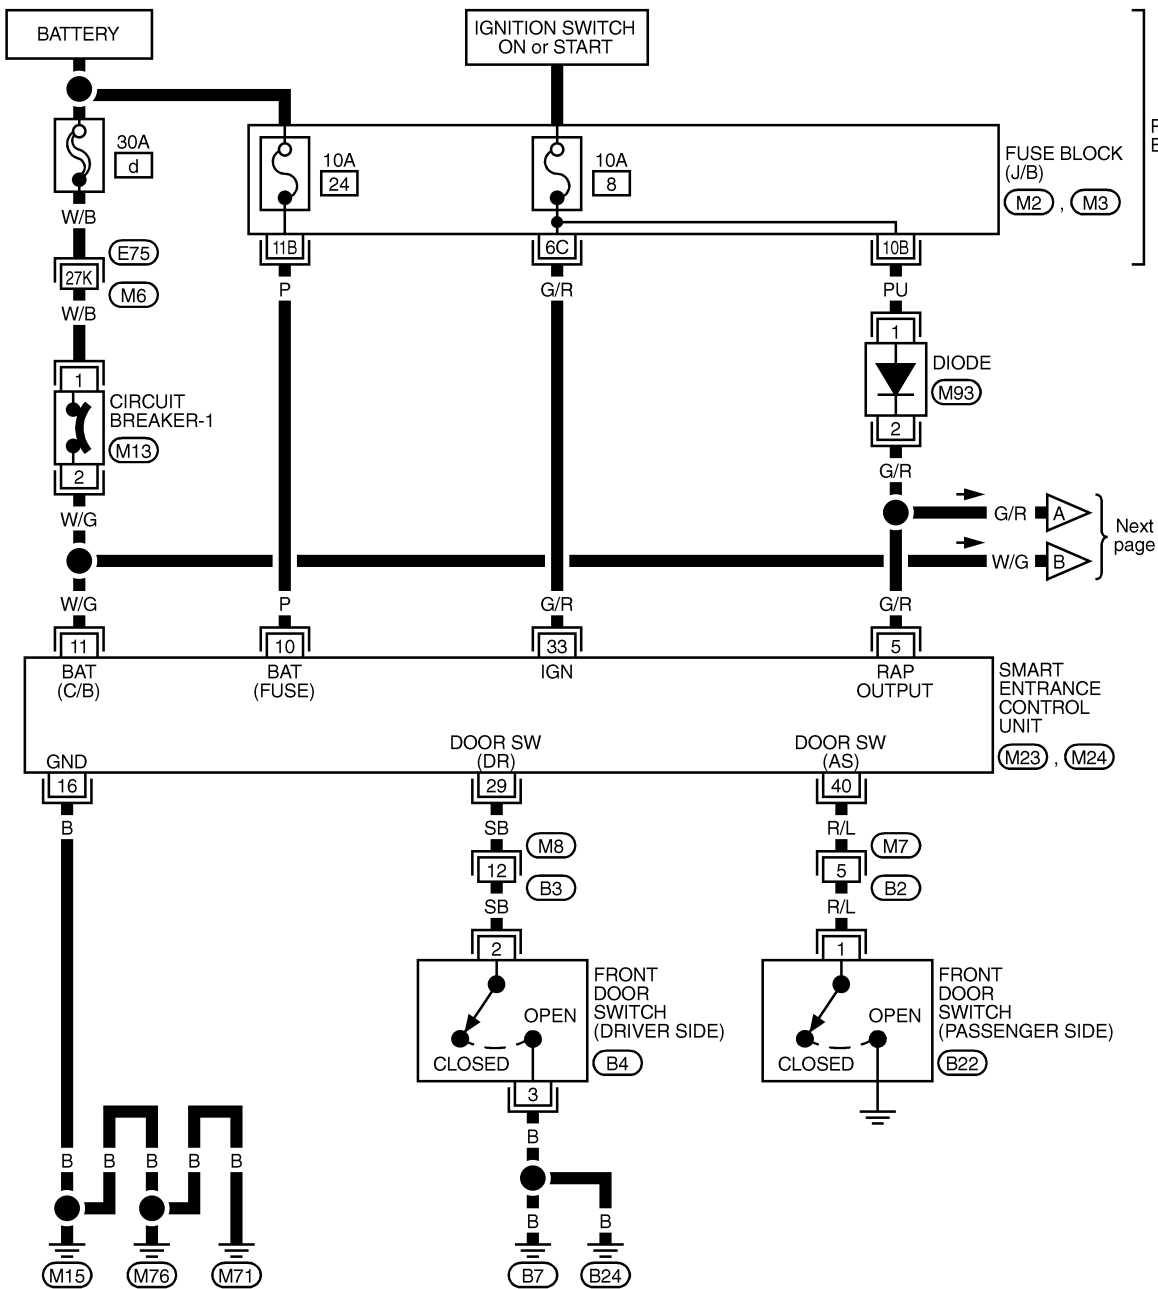 BATTERY
IGNITION SWITCH
ON or START
30A
d
10A
24
10A
8
FUSE BLOCK
(J/B)
M2 , M3
W/B
E75
27K
M6
W/B
11B
6C
10B
P
G/R
PU
1
CIRCUIT
BREAKER-1
M13
2
1
DIODE
M93
2
G/R
W/G
G/R
A
W/G
B
Next
page
W/G
P
G/R
G/R
11
10
33
5
BAT
(C/B)
BAT
(FUSE)
IGN
RAP
OUTPUT
SMART
ENTRANCE
CONTROL
UNIT
M23 , M24
GND
DOOR SW
(DR)
DOOR SW
(AS)
16
29
40
B
SB
R/L
M8
12
B3
M7
5
B2
SB
R/L
2
1
FRONT
DOOR
SWITCH
(DRIVER SIDE)
B4
OPEN
CLOSED
FRONT
DOOR
SWITCH
(PASSENGER SIDE)
B22
OPEN
CLOSED
3
B
B B B B B
B B
M15 M76 M71
B7 B24